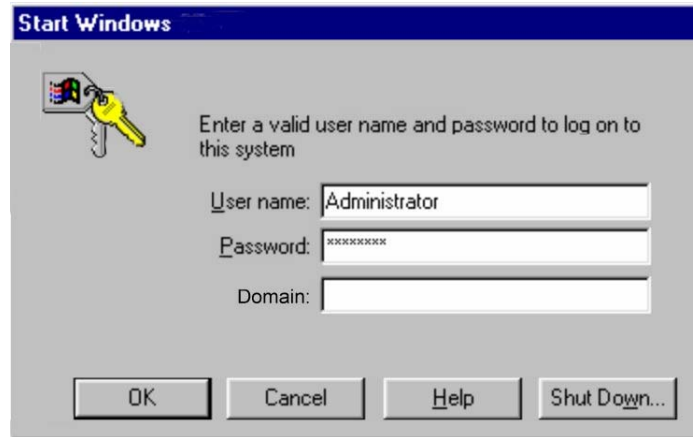 Start Windows
Enter a valid user name and password to log on to
this system
User name: Administrator
Password: ********
Domain:
OK Cancel Help Shut Down...